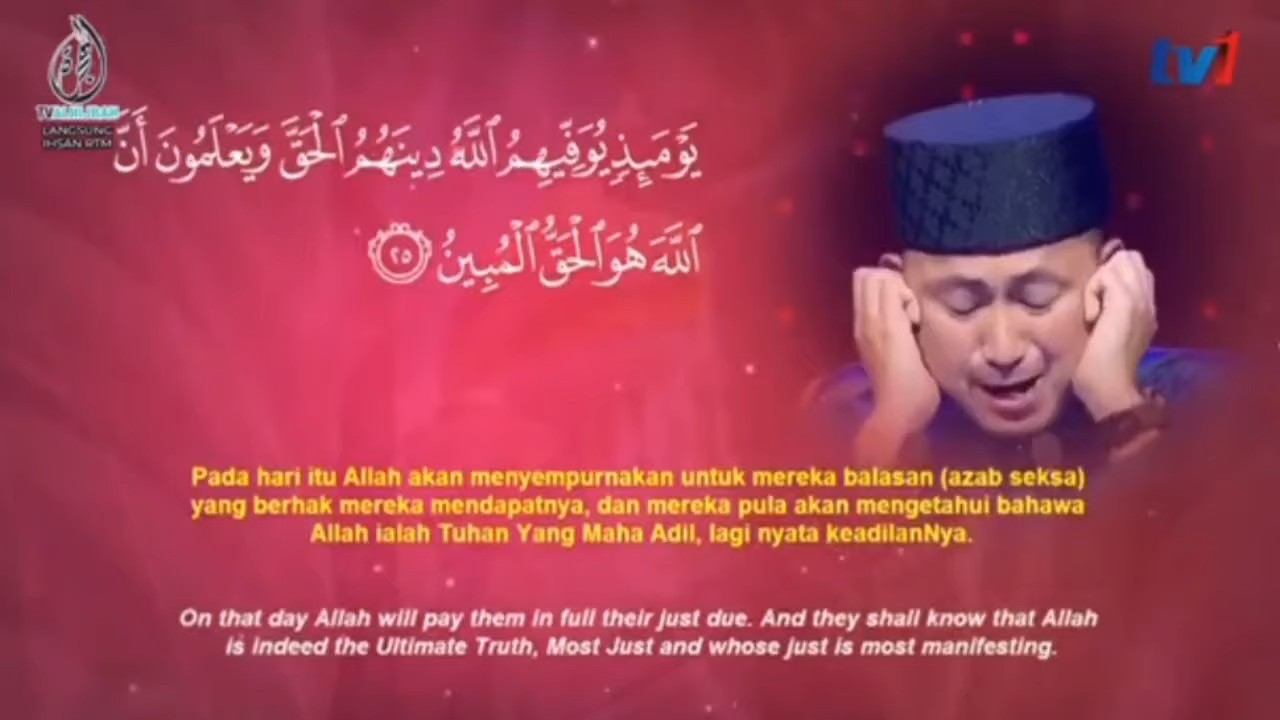 TV ALHIJRAH
LANGSUNG
IHSAN RTM
tv1
يَوْمَئِذٍ يُوَفِّيهِمُ ٱللَّهُ دِينَهُمُ ٱلْحَقَّ وَيَعْلَمُونَ أَنَّ
ٱللَّهَ هُوَ ٱلْحَقُّ ٱلْمُبِينُ ٢٥
Pada hari itu Allah akan menyempurnakan untuk mereka balasan (azab seksa)
yang berhak mereka mendapatnya, dan mereka pula akan mengetahui bahawa
Allah ialah Tuhan Yang Maha Adil, lagi nyata keadilanNya.
On that day Allah will pay them in full their just due. And they shall know that Allah
is indeed the Ultimate Truth, Most Just and whose just is most manifesting.